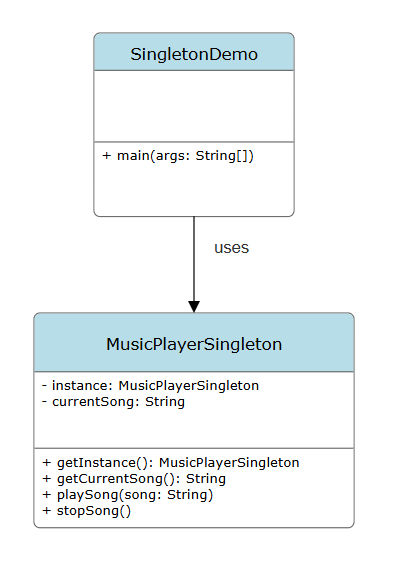 SingletonDemo
+ main(args: String[])
uses
MusicPlayerSingleton
- instance: MusicPlayerSingleton
- currentSong: String
+ getInstance(): MusicPlayerSingleton
+ getCurrentSong(): String
+ playSong(song: String)
+ stopSong()